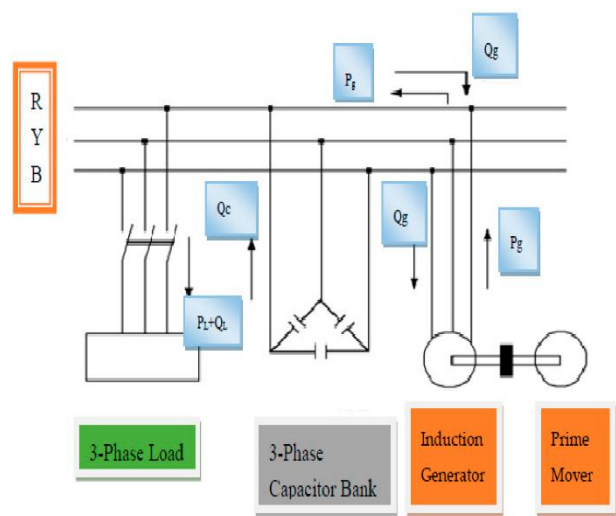 Qg
Pg
R
Y
B
Qc
Qg
Pg
PL+QL
3-Phase Load
3-Phase
Capacitor Bank
Induction
Generator
Prime
Mover